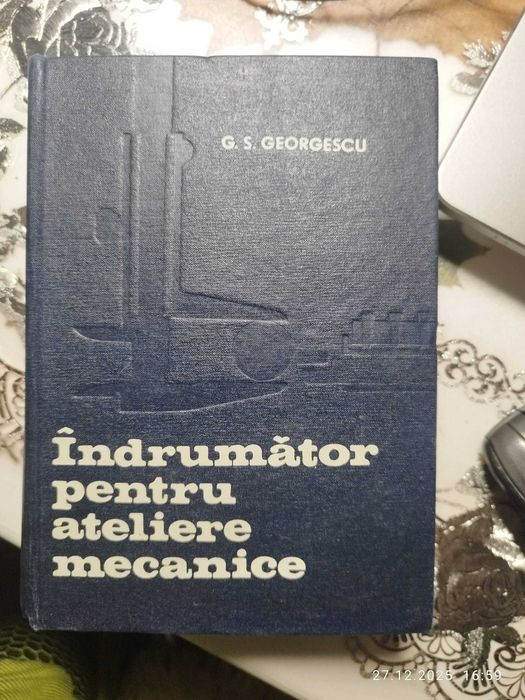 G. S. GEORGESCU
Îndrumător
pentru
ateliere
mecanice
27.12.2025 16:59